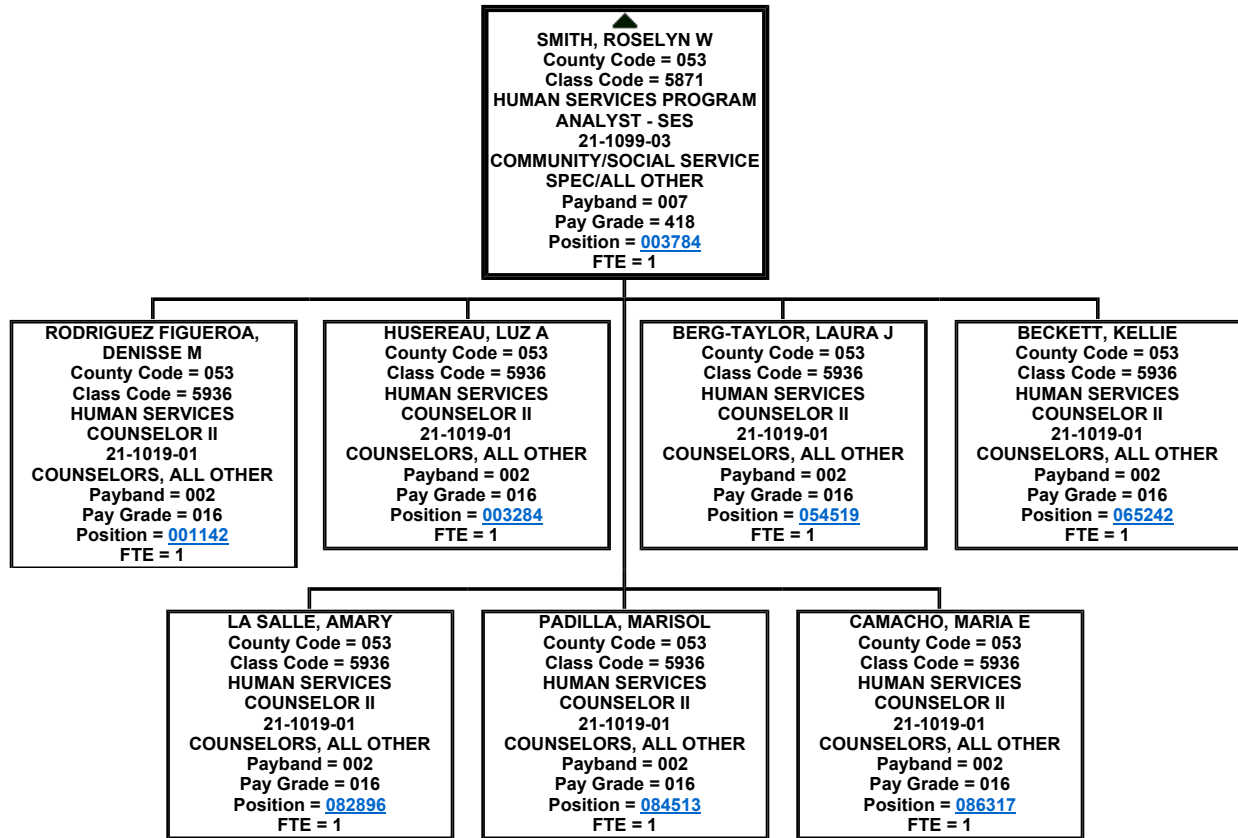 SMITH, ROSELYN W
County Code = 053
Class Code = 5871
HUMAN SERVICES PROGRAM
ANALYST - SES
21-1099-03
COMMUNITY/SOCIAL SERVICE
SPEC/ALL OTHER
Payband = 007
Pay Grade = 418
Position = 003784
FTE = 1
RODRIGUEZ FIGUEROA,
DENISSE M
County Code = 053
Class Code = 5936
HUMAN SERVICES
COUNSELOR II
21-1019-01
COUNSELORS, ALL OTHER
Payband = 002
Pay Grade = 016
Position = 001142
FTE = 1
HUSEREAU, LUZ A
County Code = 053
Class Code = 5936
HUMAN SERVICES
COUNSELOR II
21-1019-01
COUNSELORS, ALL OTHER
Payband = 002
Pay Grade = 016
Position = 003284
FTE = 1
BERG-TAYLOR, LAURA J
County Code = 053
Class Code = 5936
HUMAN SERVICES
COUNSELOR II
21-1019-01
COUNSELORS, ALL OTHER
Payband = 002
Pay Grade = 016
Position = 054519
FTE = 1
BECKETT, KELLIE
County Code = 053
Class Code = 5936
HUMAN SERVICES
COUNSELOR II
21-1019-01
COUNSELORS, ALL OTHER
Payband = 002
Pay Grade = 016
Position = 065242
FTE = 1
LA SALLE, AMARY
County Code = 053
Class Code = 5936
HUMAN SERVICES
COUNSELOR II
21-1019-01
COUNSELORS, ALL OTHER
Payband = 002
Pay Grade = 016
Position = 082896
FTE = 1
PADILLA, MARISOL
County Code = 053
Class Code = 5936
HUMAN SERVICES
COUNSELOR II
21-1019-01
COUNSELORS, ALL OTHER
Payband = 002
Pay Grade = 016
Position = 084513
FTE = 1
CAMACHO, MARIA E
County Code = 053
Class Code = 5936
HUMAN SERVICES
COUNSELOR II
21-1019-01
COUNSELORS, ALL OTHER
Payband = 002
Pay Grade = 016
Position = 086317
FTE = 1